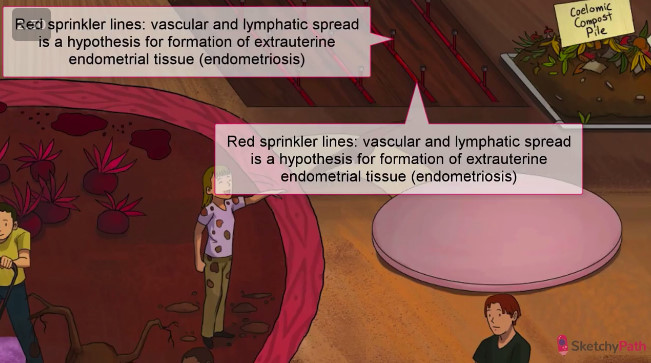 Red sprinkler lines: vascular and lymphatic spread
is a hypothesis for formation of extrauterine
endometrial tissue (endometriosis)
Coelomic
Compost
Pile
Red sprinkler lines: vascular and lymphatic spread
is a hypothesis for formation of extrauterine
endometrial tissue (endometriosis)
SketchyPath